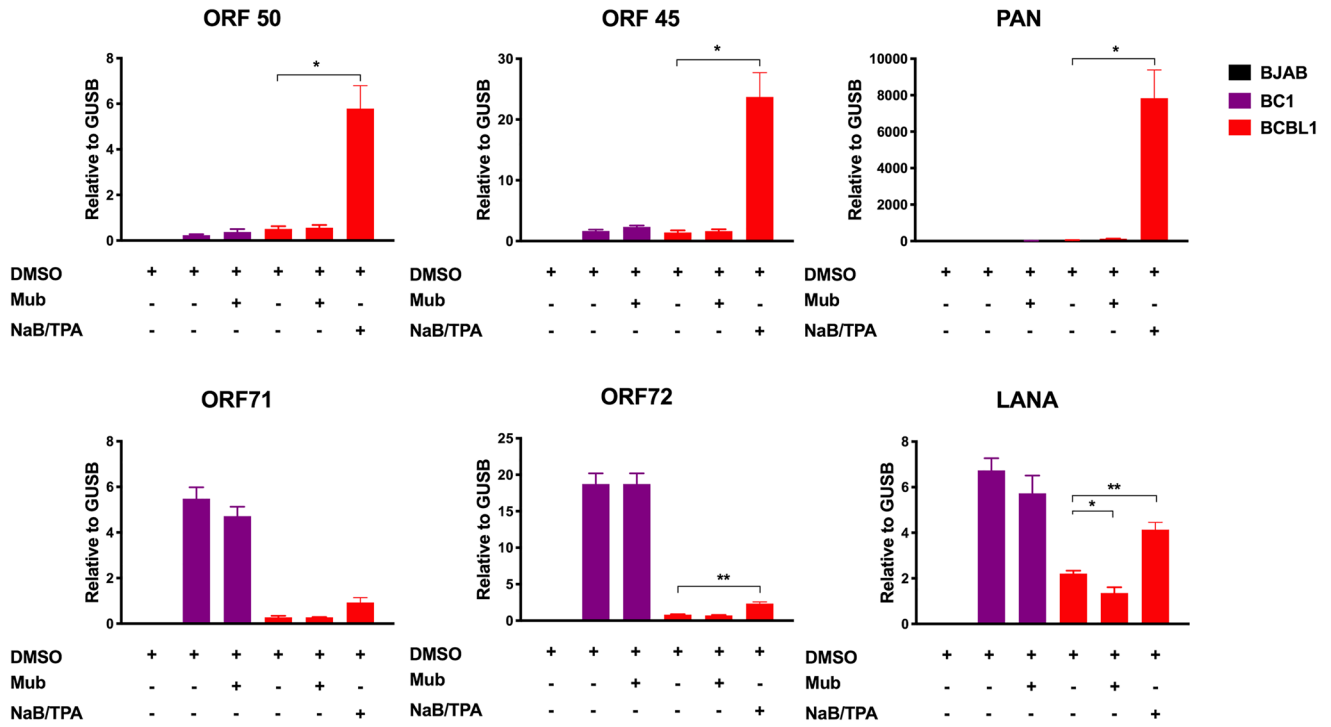 ORF 50
Relative to GUSB
8
6
4
2
0
*
DMSO + + + + + +
Mub - - + - + -
NaB/TPA - - - - - +
ORF 45
Relative to GUSB
30
20
10
0
*
DMSO + + + + + +
Mub - - + - + -
NaB/TPA - - - - - +
PAN
Relative to GUSB
10000
8000
6000
4000
2000
0
*
DMSO + + + + + +
Mub - - + - + -
NaB/TPA - - - - - +
BJAB
BC1
BCBL1
ORF71
Relative to GUSB
8
6
4
2
0
DMSO + + + + + +
Mub - - + - + -
NaB/TPA - - - - - +
ORF72
Relative to GUSB
25
20
15
10
5
0
**
DMSO + + + + + +
Mub - - + - + -
NaB/TPA - - - - - +
LANA
Relative to GUSB
8
6
4
2
0
**
*
DMSO + + + + + +
Mub - - + - + -
NaB/TPA - - - - - +